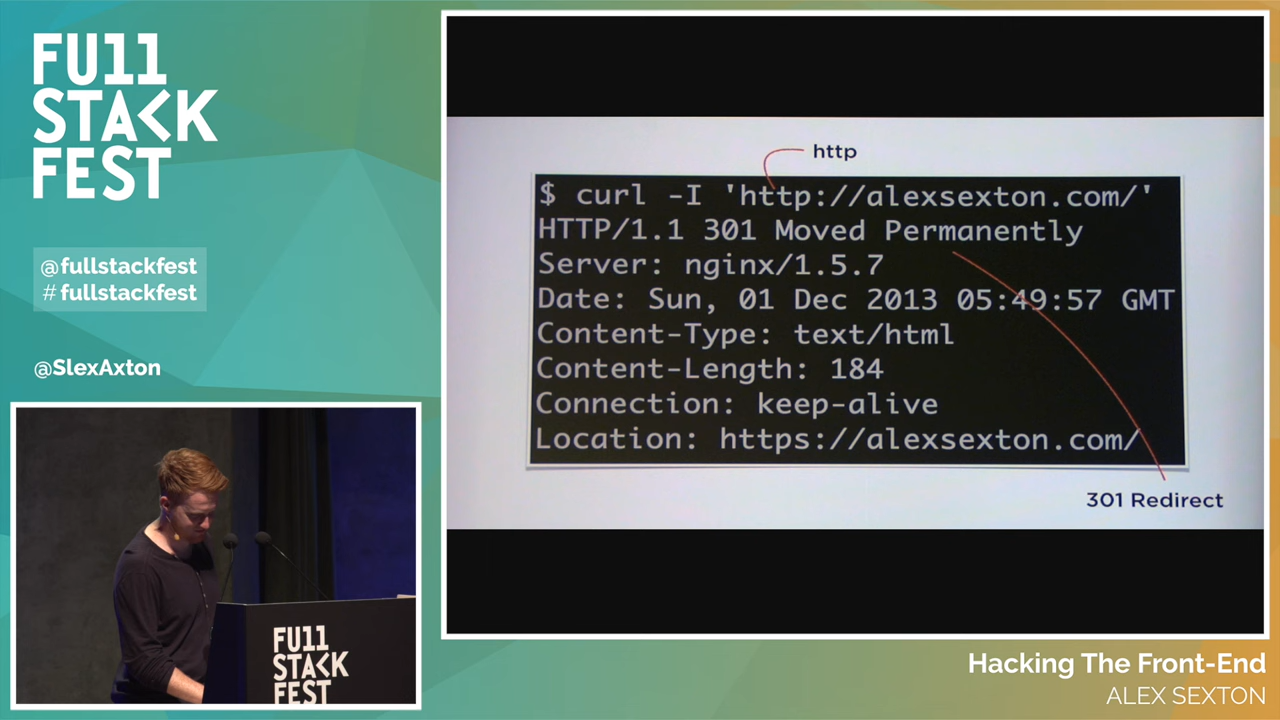 FU11
STACK
FEST
@fullstackfest
# fullstackfest
@SlexAxton
FU11
STACK
FEST
http
$ curl -I 'http://alexsexton.com/'
HTTP/1.1 301 Moved Permanently
Server: nginx/1.5.7
Date: Sun, 01 Dec 2013 05:49:57 GMT
Content-Type: text/html
Content-Length: 184
Connection: keep-alive
Location: https://alexsexton.com/
301 Redirect
Hacking The Front-End
ALEX SEXTON